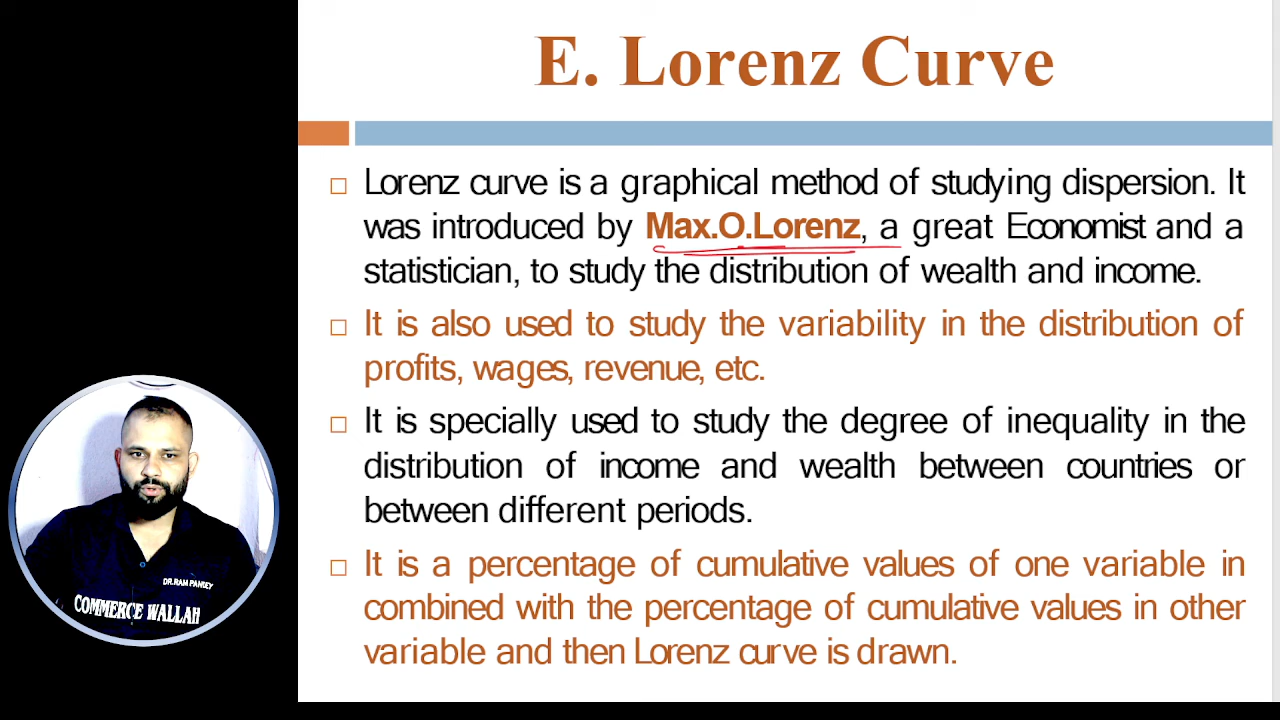 E. Lorenz Curve
Lorenz curve is a graphical method of studying dispersion. It
was introduced by Max.O.Lorenz, a great Economist and a
statistician, to study the distribution of wealth and income.
It is also used to study the variability in the distribution of
profits, wages, revenue, etc.
It is specially used to study the degree of inequality in the
distribution of income and wealth between countries or
between different periods.
It is a percentage of cumulative values of one variable in
combined with the percentage of cumulative values in other
variable and then Lorenz curve is drawn.
DR.RAM PANDEY
COMMERCE WALLAH